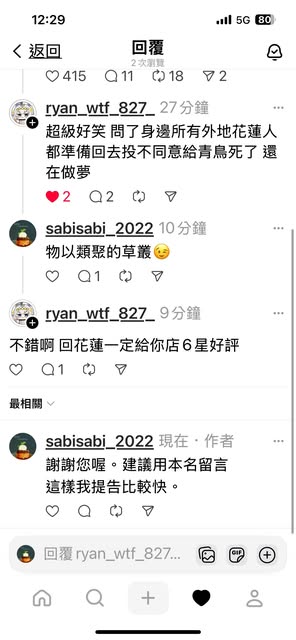 12:29
5G 80
返回
回覆
2 次瀏覽
415 11 18 2
ryan_wtf_827_ 27分鐘
超級好笑 問了身邊所有外地花蓮人
都準備回去投不同意給青鳥死了 還
在做夢
2 2
sabisabi_2022 10分鐘
物以類聚的草叢😉
1
ryan_wtf_827_ 9分鐘
不錯啊 回花蓮一定給你店6星好評
1
最相關
sabisabi_2022 現在・作者
謝謝您喔。建議用本名留言
這樣我提告比較快。
回覆 ryan_wtf_827...
GIF